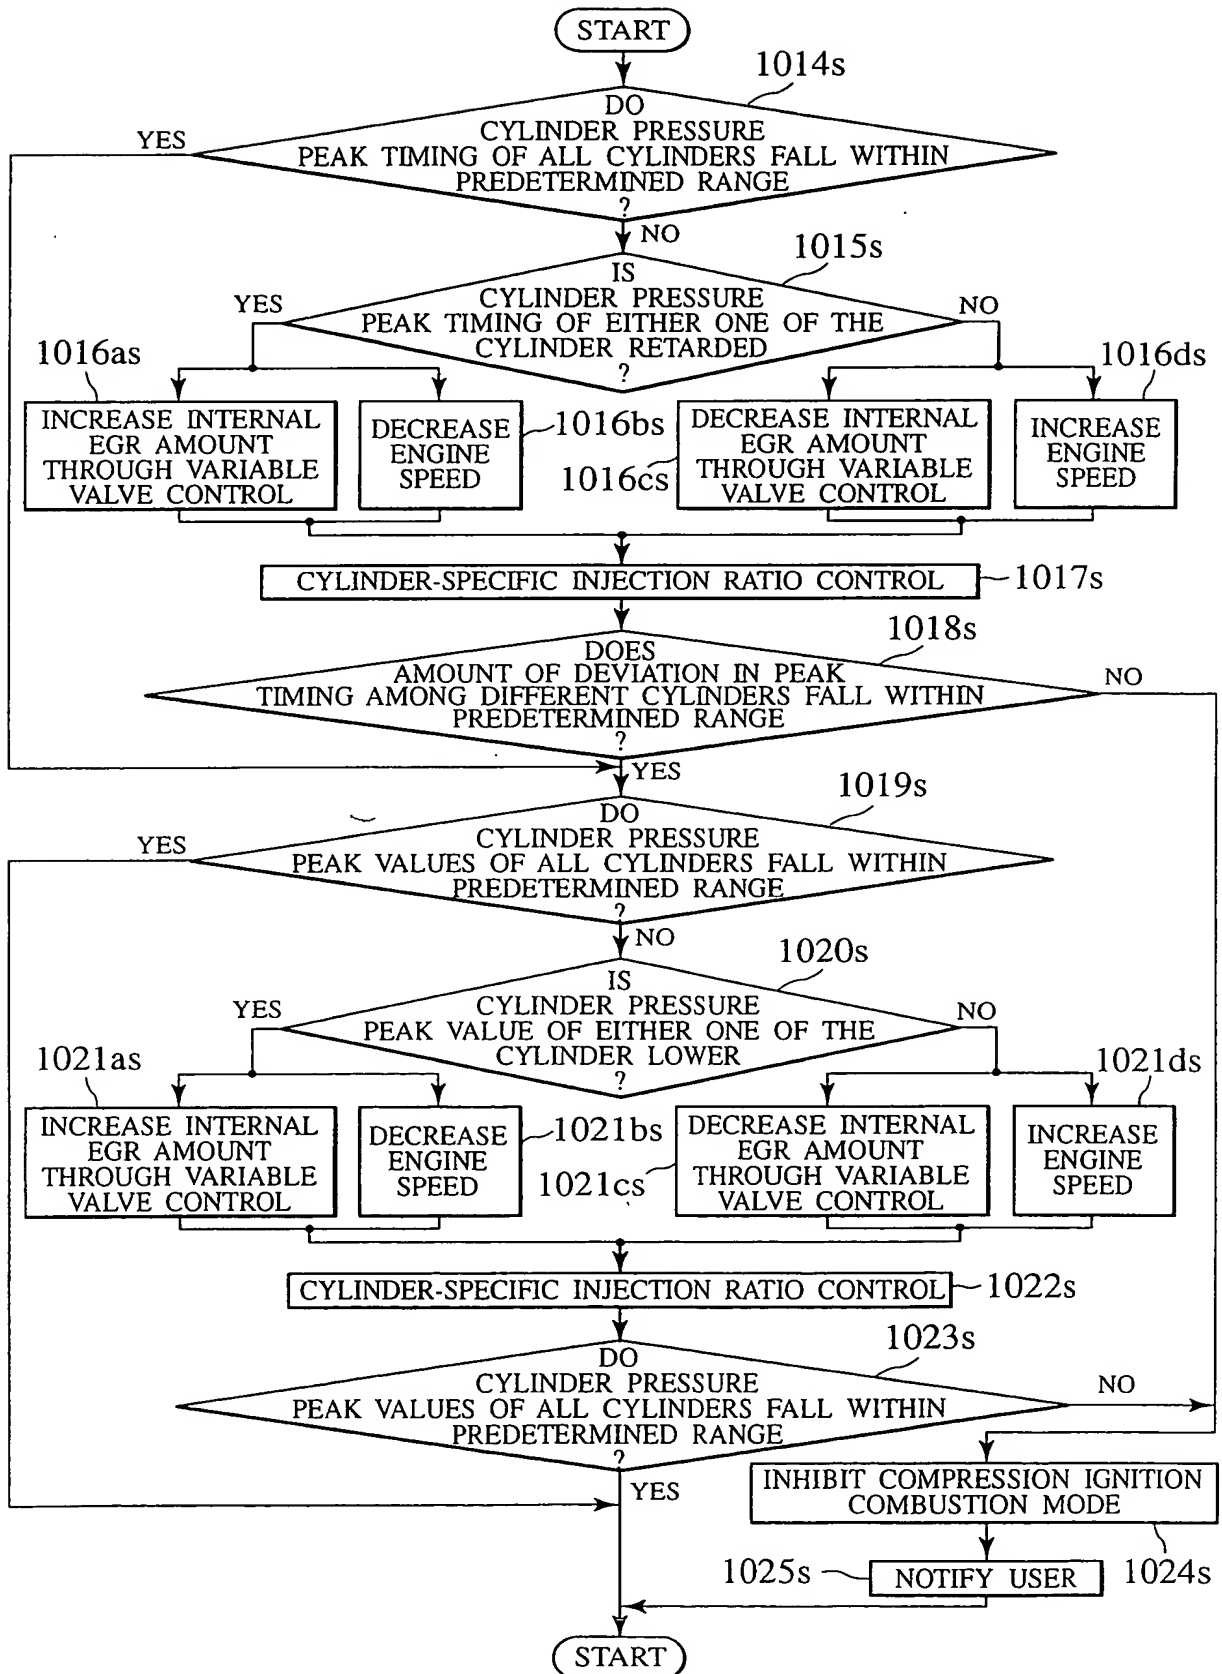 START
1014s
DO
CYLINDER PRESSURE
PEAK TIMING OF ALL CYLINDERS FALL WITHIN
PREDETERMINED RANGE
?
YES
NO
1015s
IS
CYLINDER PRESSURE
PEAK TIMING OF EITHER ONE OF THE
CYLINDER RETARDED
?
YES
NO
1016as
INCREASE INTERNAL
EGR AMOUNT
THROUGH VARIABLE
VALVE CONTROL
DECREASE
ENGINE
SPEED
1016bs
1016cs
DECREASE INTERNAL
EGR AMOUNT
THROUGH VARIABLE
VALVE CONTROL
1016ds
INCREASE
ENGINE
SPEED
CYLINDER-SPECIFIC INJECTION RATIO CONTROL
1017s
1018s
DOES
AMOUNT OF DEVIATION IN PEAK
TIMING AMONG DIFFERENT CYLINDERS FALL WITHIN
PREDETERMINED RANGE
?
NO
YES
1019s
DO
CYLINDER PRESSURE
PEAK VALUES OF ALL CYLINDERS FALL WITHIN
PREDETERMINED RANGE
?
YES
NO
1020s
IS
CYLINDER PRESSURE
PEAK VALUE OF EITHER ONE OF THE
CYLINDER LOWER
?
YES
NO
1021as
INCREASE INTERNAL
EGR AMOUNT
THROUGH VARIABLE
VALVE CONTROL
DECREASE
ENGINE
SPEED
1021bs
1021cs
DECREASE INTERNAL
EGR AMOUNT
THROUGH VARIABLE
VALVE CONTROL
1021ds
INCREASE
ENGINE
SPEED
CYLINDER-SPECIFIC INJECTION RATIO CONTROL
1022s
1023s
DO
CYLINDER PRESSURE
PEAK VALUES OF ALL CYLINDERS FALL WITHIN
PREDETERMINED RANGE
?
NO
YES
INHIBIT COMPRESSION IGNITION
COMBUSTION MODE
1024s
1025s
NOTIFY USER
START